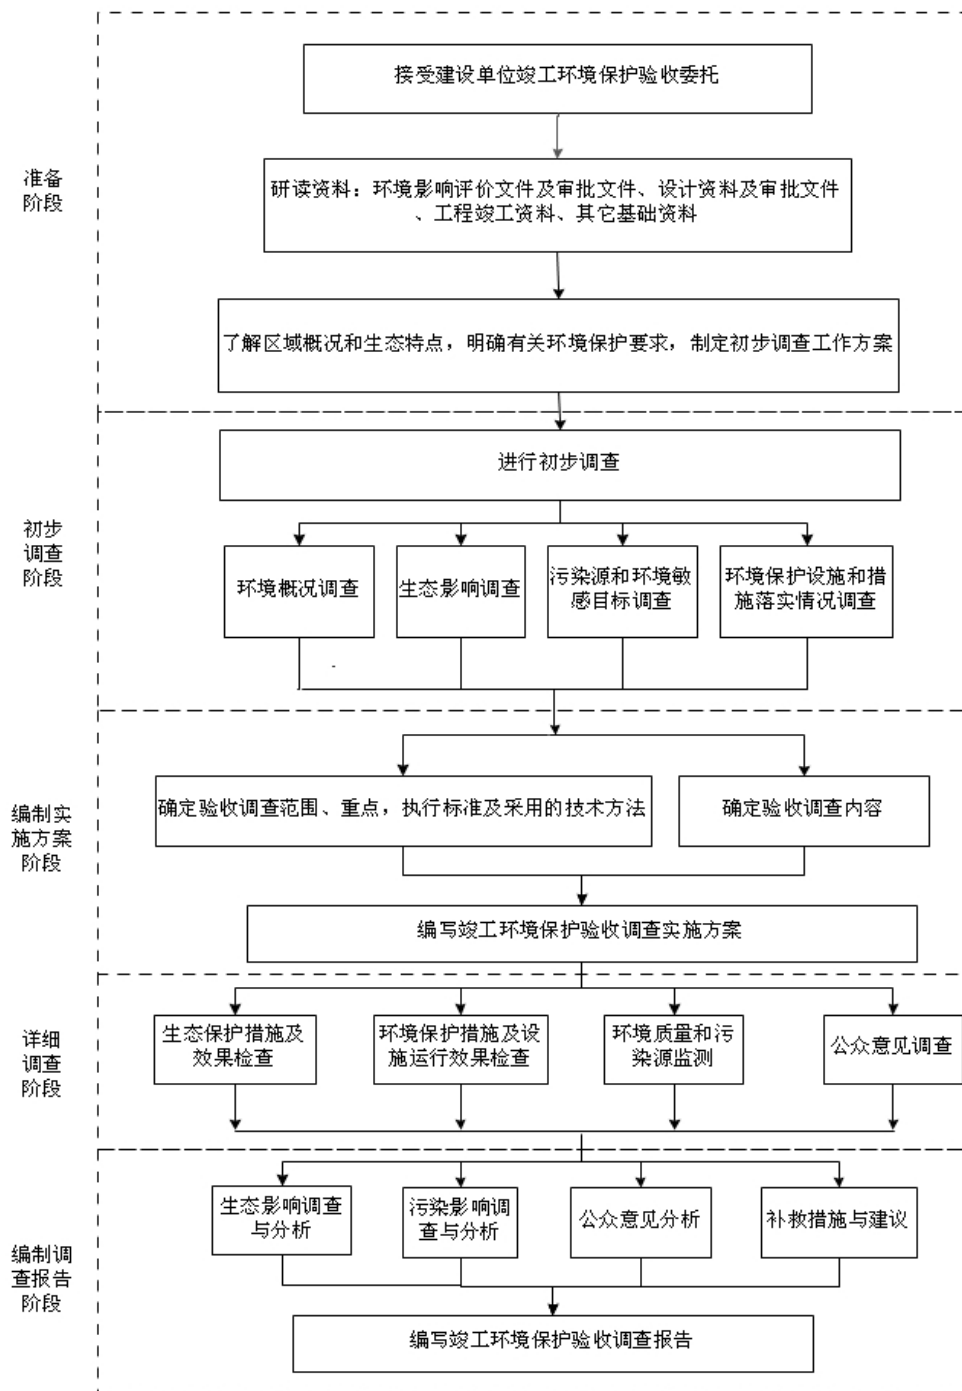 接受建设单位竣工环境保护验收委托
准备
阶段
研读资料：环境影响评价文件及审批文件、设计资料及审批文件
、工程竣工资料、其它基础资料
了解区域概况和生态特点，明确有关环境保护要求，制定初步调查工作方案
进行初步调查
初步
调查
阶段
环境概况调查
生态影响调查
污染源和环境敏
感目标调查
环境保护设施和措
施落实情况调查
编制实
施方案
阶段
确定验收调查范围、重点，执行标准及采用的技术方法
确定验收调查内容
编写竣工环境保护验收调查实施方案
详细
调查
阶段
生态保护措施及
效果检查
环境保护措施及设
施运行效果检查
环境质量和污
染源监测
公众意见调查
编制调
查报告
阶段
生态影响调查
与分析
污染影响调
查与分析
公众意见分析
补救措施与建议
编写竣工环境保护验收调查报告